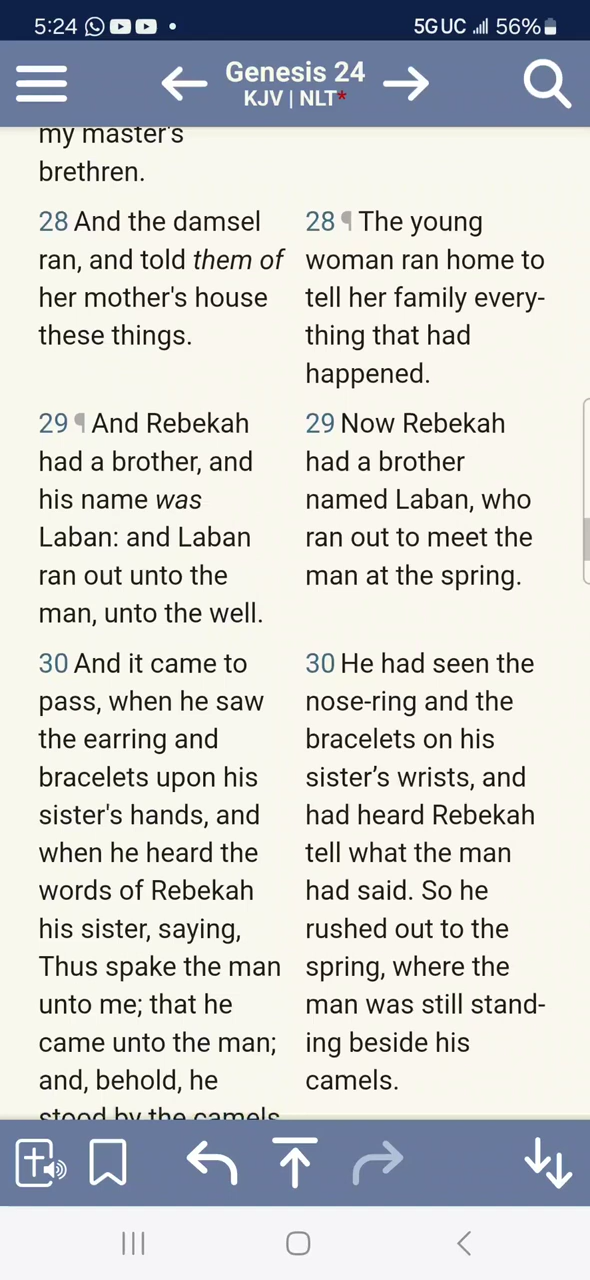 5:24 5GUC 56%
Genesis 24
KJV | NLT*
my master's
brethren.
28 And the damsel
ran, and told them of
her mother's house
these things.
28 ¶ The young
woman ran home to
tell her family every-
thing that had
happened.
29 ¶ And Rebekah
had a brother, and
his name was
Laban: and Laban
ran out unto the
man, unto the well.
29 Now Rebekah
had a brother
named Laban, who
ran out to meet the
man at the spring.
30 And it came to
pass, when he saw
the earring and
bracelets upon his
sister's hands, and
when he heard the
words of Rebekah
his sister, saying,
Thus spake the man
unto me; that he
came unto the man;
and, behold, he
stood by the camels
30 He had seen the
nose-ring and the
bracelets on his
sister’s wrists, and
had heard Rebekah
tell what the man
had said. So he
rushed out to the
spring, where the
man was still stand-
ing beside his
camels.